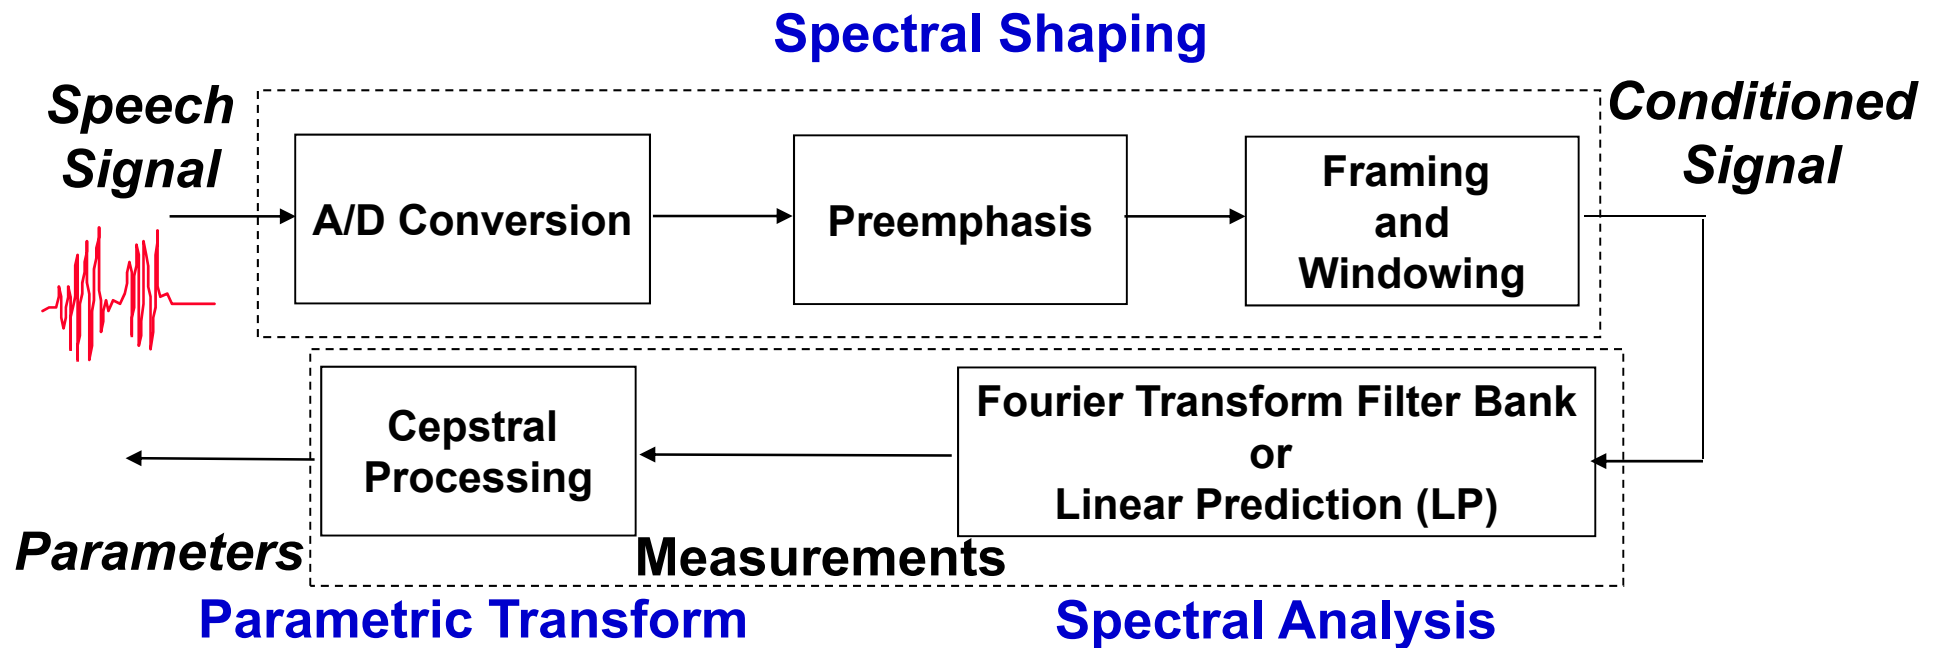 Spectral Shaping
Speech
Signal
A/D Conversion
Preemphasis
Framing
and
Windowing
Conditioned
Signal
Fourier Transform Filter Bank
or
Linear Prediction (LP)
Cepstral
Processing
Measurements
Parameters
Parametric Transform
Spectral Analysis